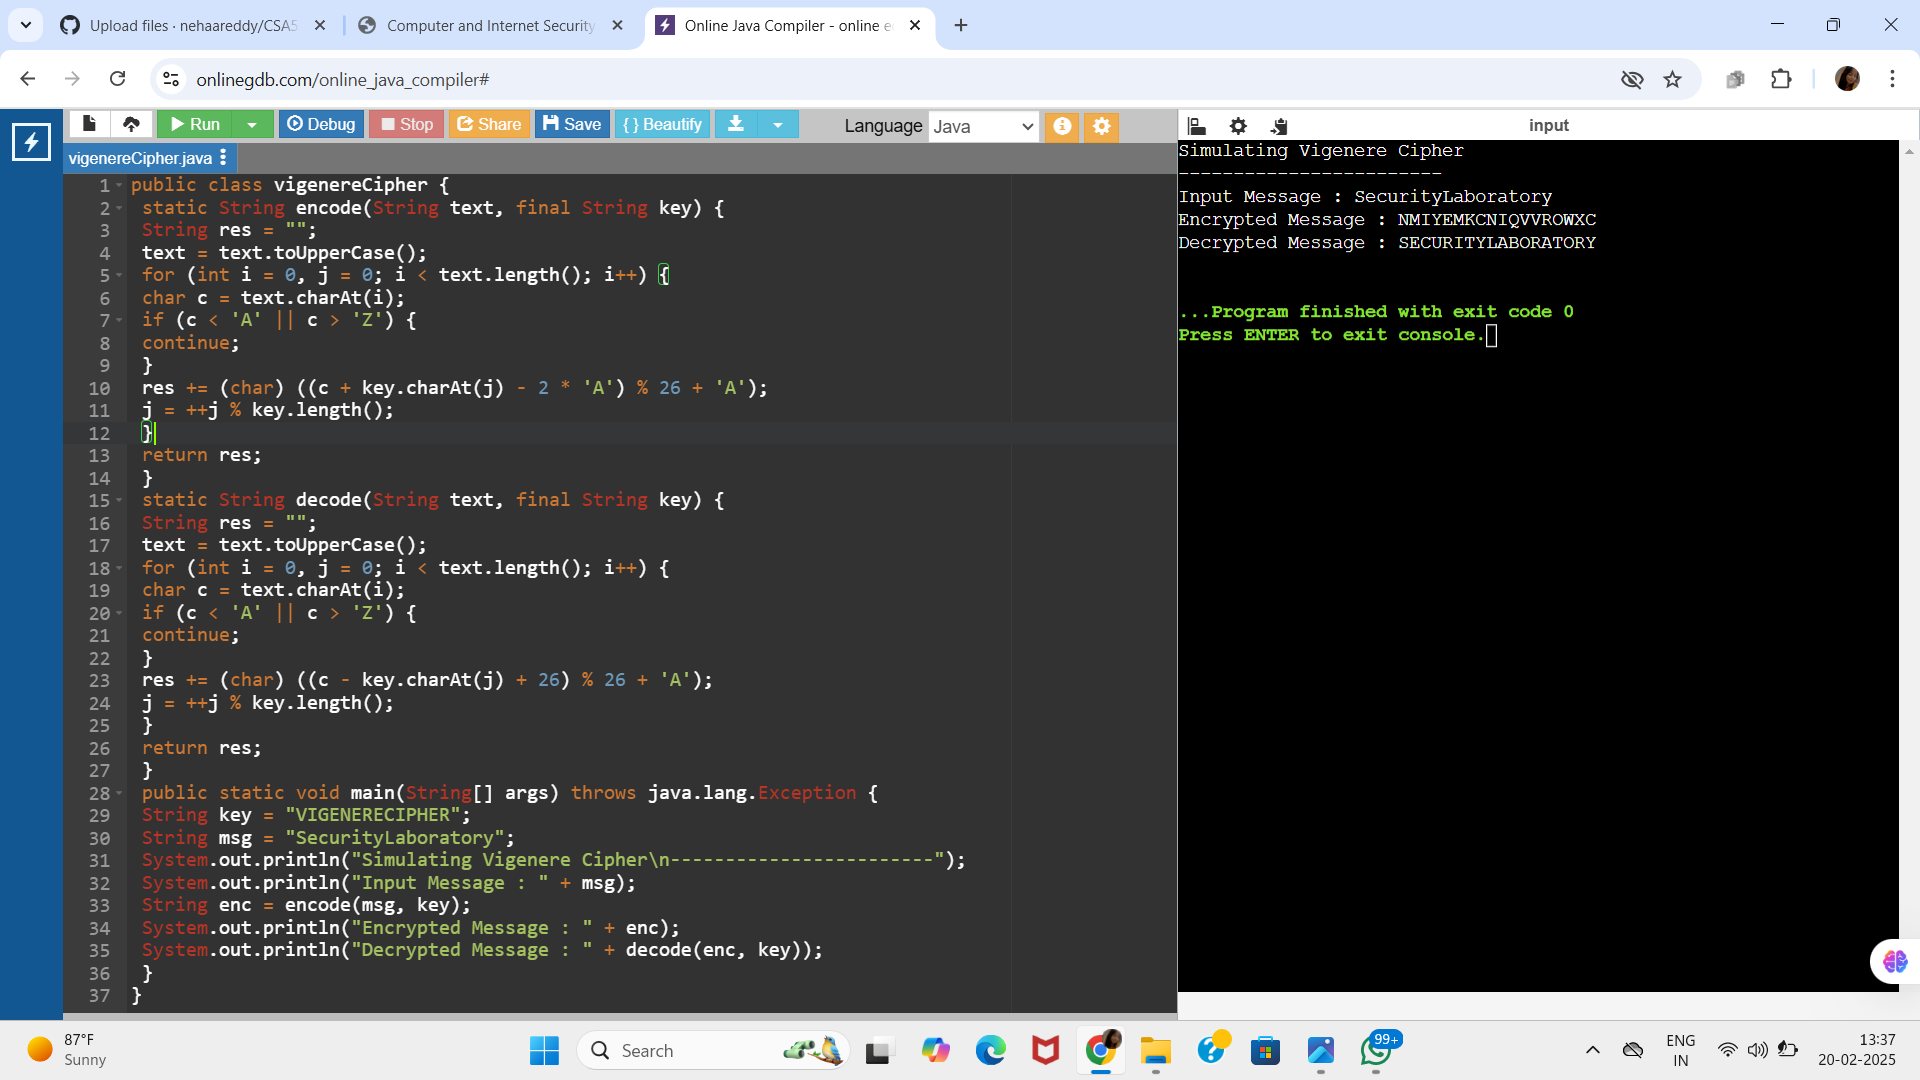 Upload files · nehaareddy/CSA5
Computer and Internet Security
Online Java Compiler - online e
onlinegdb.com/online_java_compiler#
Run
Debug
Stop
Share
Save
{ } Beautify
Language
Java
input
vigenereCipher.java
1 public class vigenereCipher {
2 static String encode(String text, final String key) {
3 String res = "";
4 text = text.toUpperCase();
5 for (int i = 0, j = 0; i < text.length(); i++) {
6 char c = text.charAt(i);
7 if (c < 'A' || c > 'Z') {
8 continue;
9 }
10 res += (char) ((c + key.charAt(j) - 2 * 'A') % 26 + 'A');
11 j = ++j % key.length();
12 }
13 return res;
14 }
15 static String decode(String text, final String key) {
16 String res = "";
17 text = text.toUpperCase();
18 for (int i = 0, j = 0; i < text.length(); i++) {
19 char c = text.charAt(i);
20 if (c < 'A' || c > 'Z') {
21 continue;
22 }
23 res += (char) ((c - key.charAt(j) + 26) % 26 + 'A');
24 j = ++j % key.length();
25 }
26 return res;
27 }
28 public static void main(String[] args) throws java.lang.Exception {
29 String key = "VIGENERECIPHER";
30 String msg = "SecurityLaboratory";
31 System.out.println("Simulating Vigenere Cipher\n------------------------");
32 System.out.println("Input Message : " + msg);
33 String enc = encode(msg, key);
34 System.out.println("Encrypted Message : " + enc);
35 System.out.println("Decrypted Message : " + decode(enc, key));
36 }
37 }
Simulating Vigenere Cipher
------------------------
Input Message : SecurityLaboratory
Encrypted Message : NMIYEMKCNIQVVROWXC
Decrypted Message : SECURITYLABORATORY
...Program finished with exit code 0
Press ENTER to exit console.
87°F
Sunny
Search
99+
ENG
IN
13:37
20-02-2025